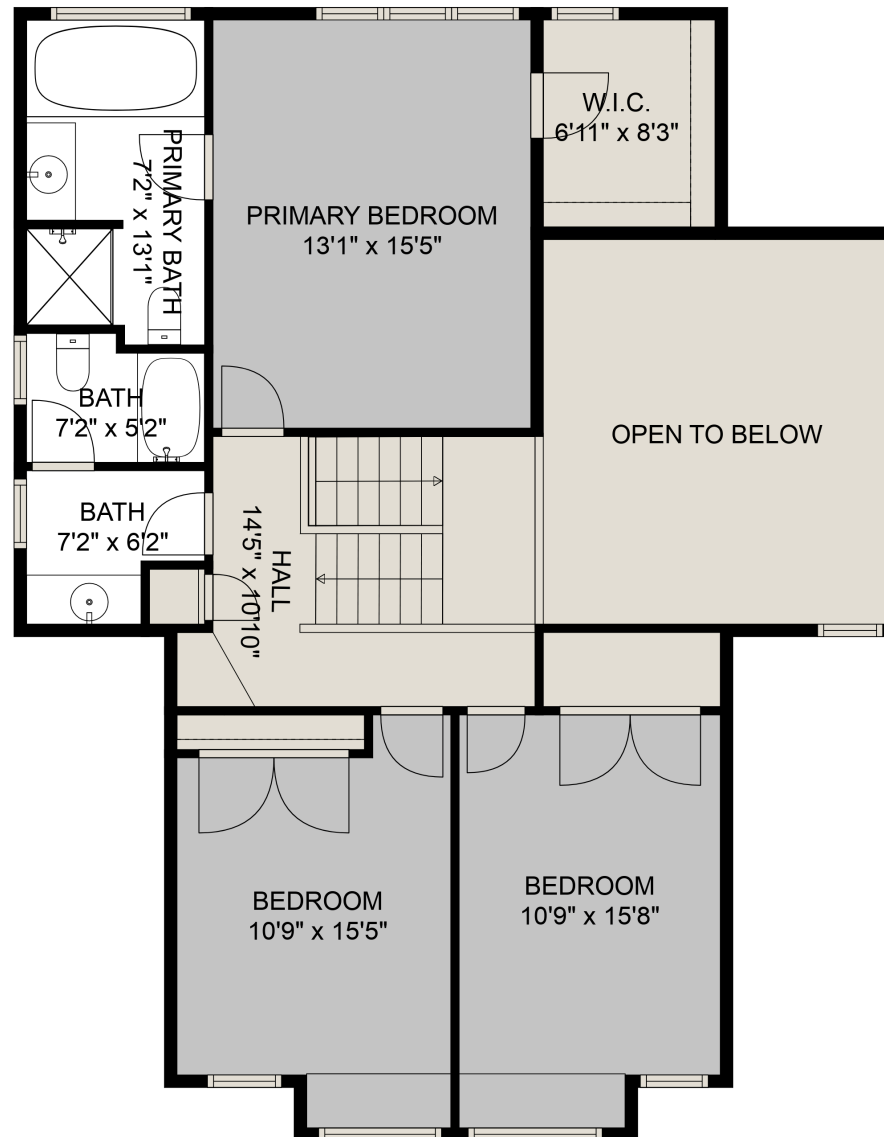 W.I.C.
6'11" x 8'3"
PRIMARY BATH
7'2" x 13'1"
PRIMARY BEDROOM
13'1" x 15'5"
BATH
7'2" x 5'2"
OPEN TO BELOW
BATH
7'2" x 6'2"
HALL
14'5" x 10'10"
BEDROOM
10'9" x 15'5"
BEDROOM
10'9" x 15'8"